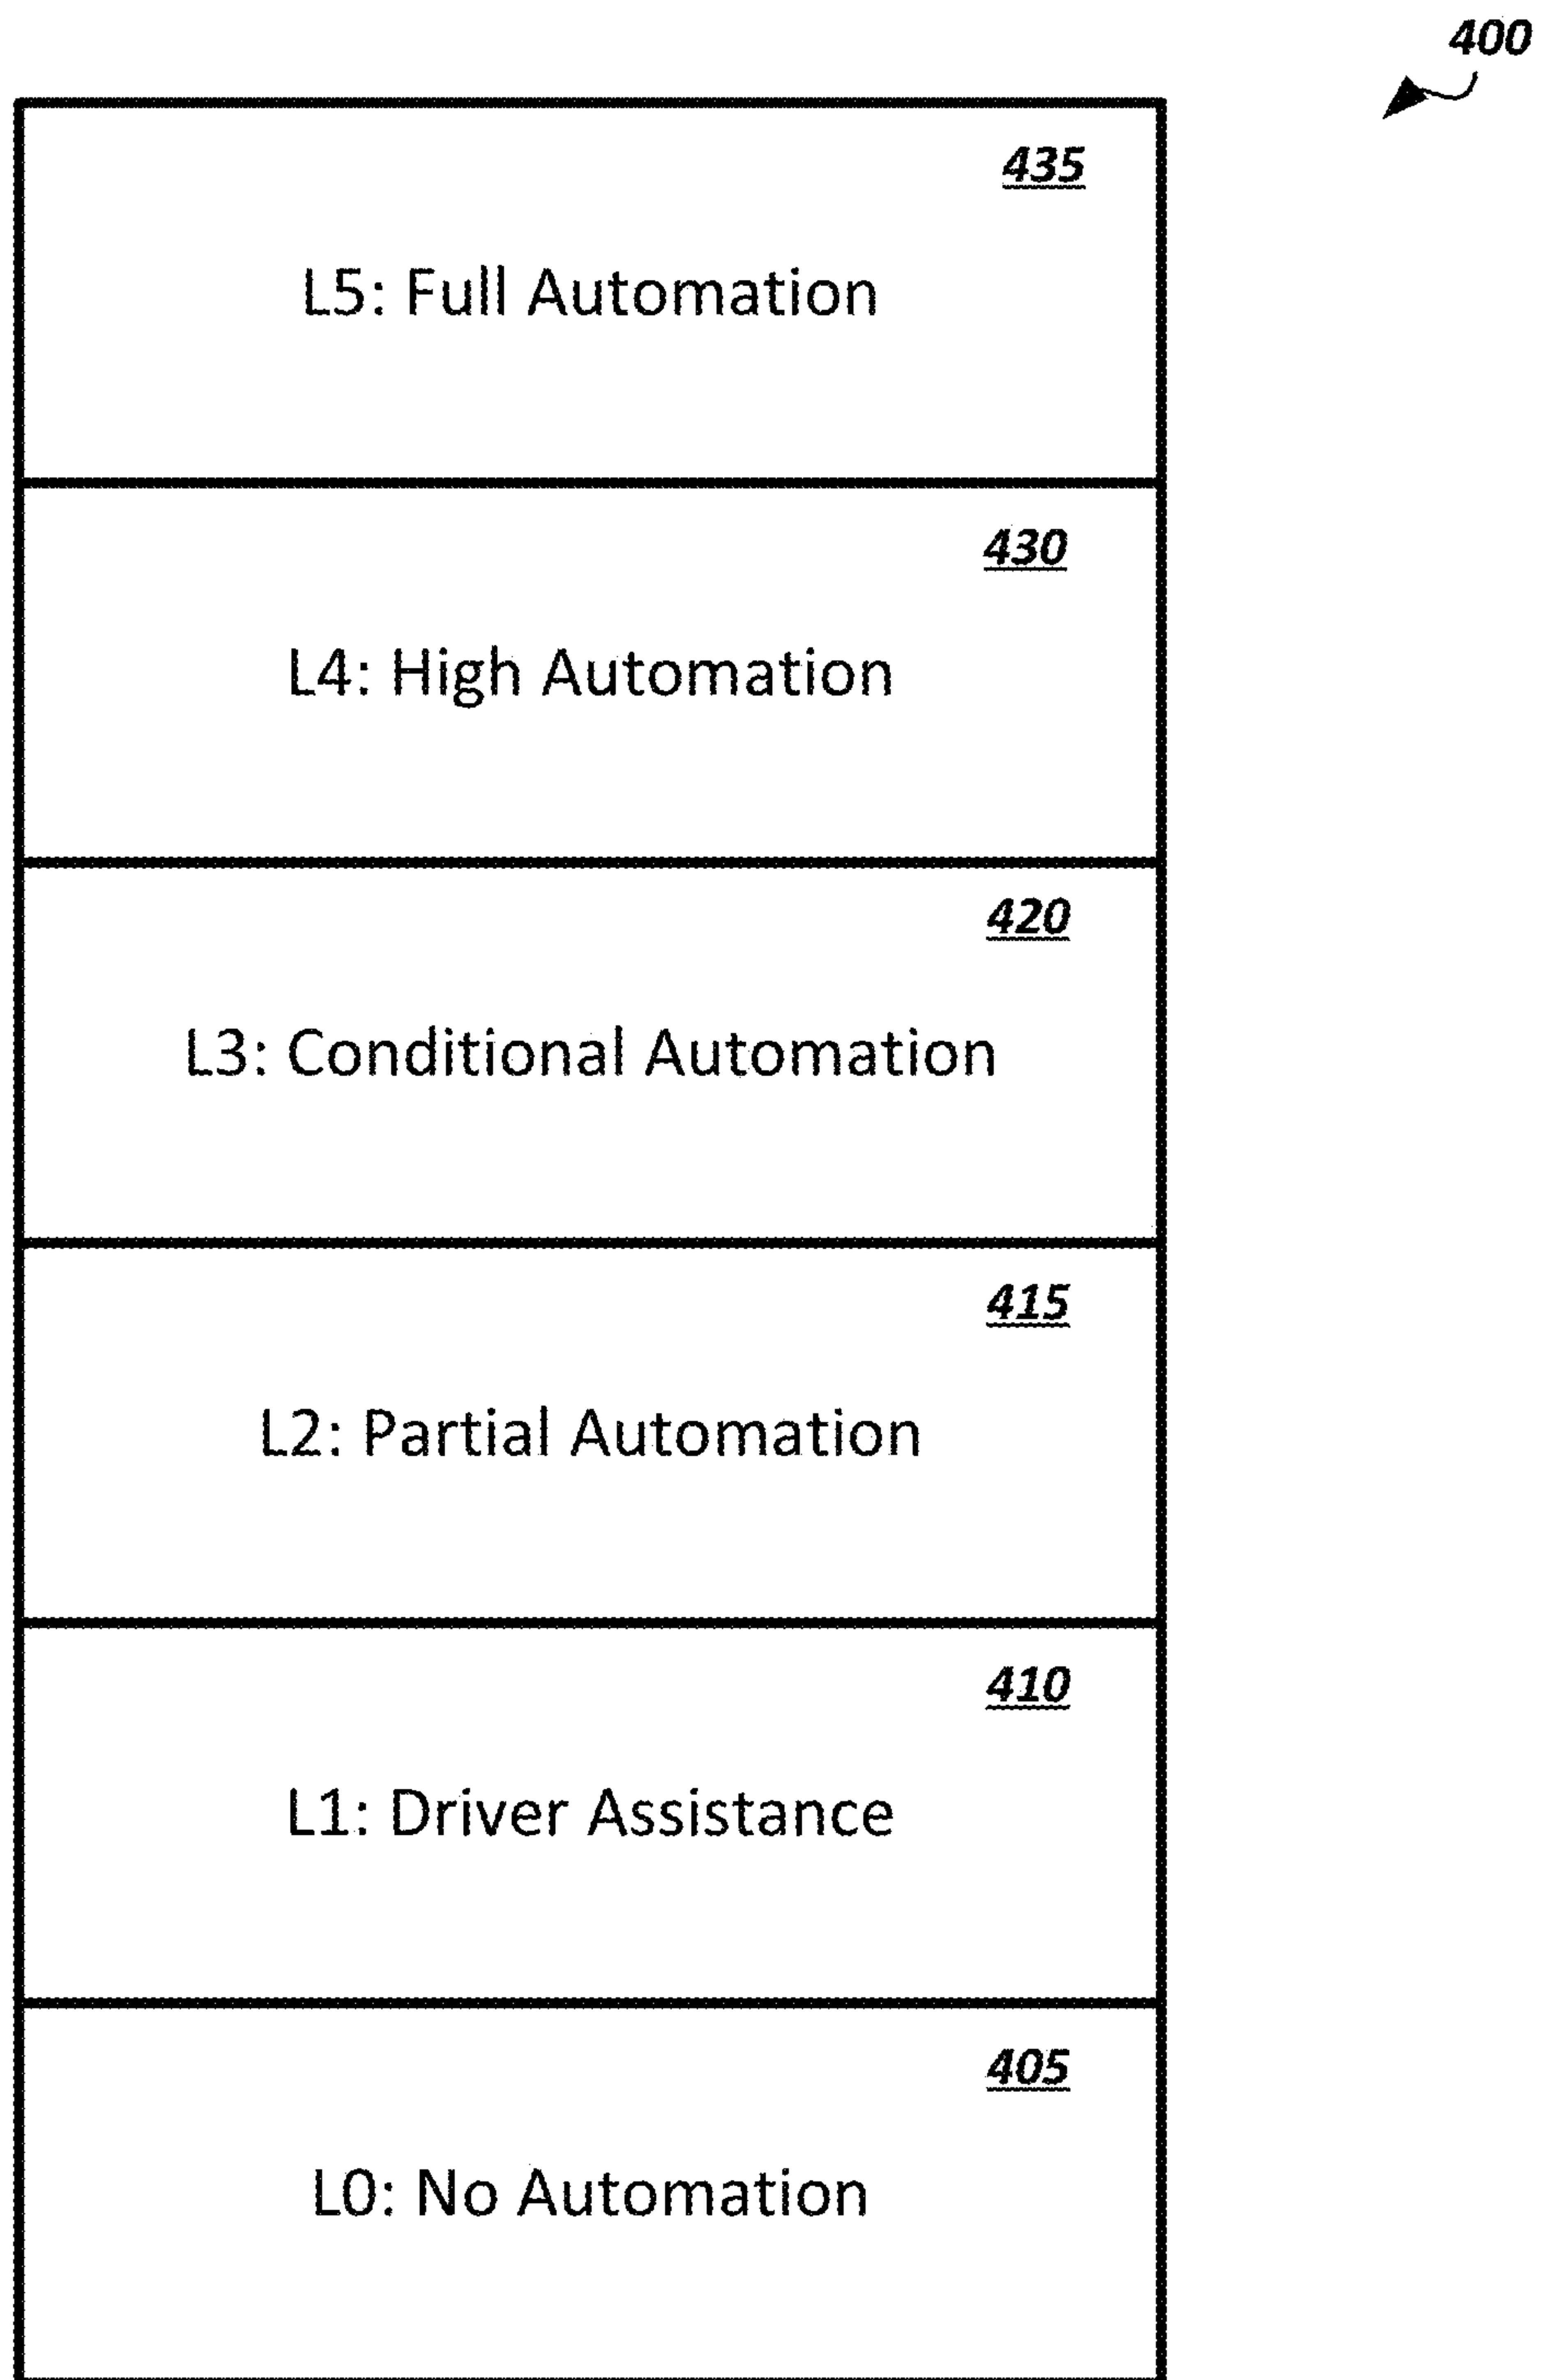 400
435
L5: Full Automation
430
L4: High Automation
420
L3: Conditional Automation
415
L2: Partial Automation
410
L1: Driver Assistance
405
L0: No Automation